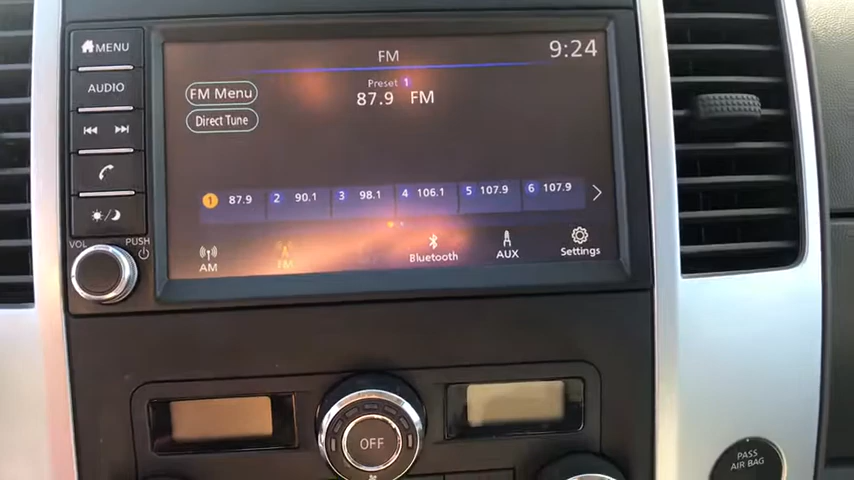 MENU
FM
9:24
AUDIO
FM Menu
Preset 1
87.9 FM
Direct Tune
1 87.9 2 90.1 3 98.1 4 106.1 5 107.9 6 107.9
AM
FM
Bluetooth
AUX
Settings
VOL
PUSH
OFF
PASS
AIR BAG